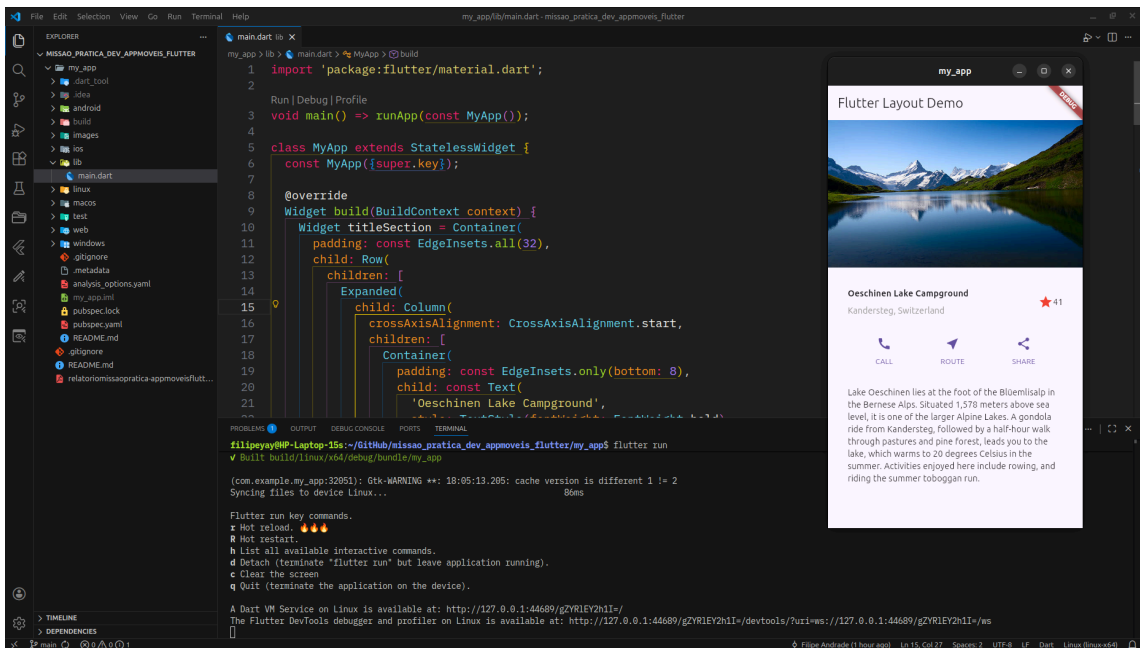 File Edit Selection View Go Run Terminal Help
my_app/lib/main.dart - missao_pratica_dev_appmoveis_flutter
EXPLORER
MISSAO_PRATICA_DEV_APPMOVEIS_FLUTTER
my_app
.dart_tool
.idea
android
build
images
ios
lib
main.dart
linux
macos
test
web
windows
.gitignore
.metadata
analysis_options.yaml
my_app.iml
pubspec.lock
pubspec.yaml
README.md
.gitignore
README.md
relatoriomissaopratica-appmoveisflutt...
TIMELINE
DEPENDENCIES
main.dart lib
my_app > lib > main.dart > MyApp > build
1 import 'package:flutter/material.dart';
2
Run | Debug | Profile
3 void main() => runApp(const MyApp());
4
5 class MyApp extends StatelessWidget {
6 const MyApp({super.key});
7
8 @override
9 Widget build(BuildContext context) {
10 Widget titleSection = Container(
11 padding: const EdgeInsets.all(32),
12 child: Row(
13 children: [
14 Expanded(
15 child: Column(
16 crossAxisAlignment: CrossAxisAlignment.start,
17 children: [
18 Container(
19 padding: const EdgeInsets.only(bottom: 8),
20 child: const Text(
21 'Oeschinen Lake Campground',
22 style: TextStyle(fontWeight: FontWeight.bold)
my_app
Flutter Layout Demo
DEBUG
Oeschinen Lake Campground
Kandersteg, Switzerland
41
CALL ROUTE SHARE
Lake Oeschinen lies at the foot of the Blüemlisalp in
the Bernese Alps. Situated 1,578 meters above sea
level, it is one of the larger Alpine Lakes. A gondola
ride from Kandersteg, followed by a half-hour walk
through pastures and pine forest, leads you to the
lake, which warms to 20 degrees Celsius in the
summer. Activities enjoyed here include rowing, and
riding the summer toboggan run.
PROBLEMS 1 OUTPUT DEBUG CONSOLE PORTS TERMINAL
filipeyay@HP-Laptop-15s:~/GitHub/missao_pratica_dev_appmoveis_flutter/my_app$ flutter run
√ Built build/linux/x64/debug/bundle/my_app
(com.example.my_app:32051): Gtk-WARNING **: 18:05:13.205: cache version is different 1 != 2
Syncing files to device Linux... 86ms
Flutter run key commands.
r Hot reload. 🔥🔥🔥
R Hot restart.
h List all available interactive commands.
d Detach (terminate "flutter run" but leave application running).
c Clear the screen
q Quit (terminate the application on the device).
A Dart VM Service on Linux is available at: http://127.0.0.1:44689/gZYRlEY2h1I=/
The Flutter DevTools debugger and profiler on Linux is available at: http://127.0.0.1:44689/gZYRlEY2h1I=/devtools/?uri=ws://127.0.0.1:44689/gZYRlEY2h1I=/ws
main 0 0 1
Filipe Andrade (1 hour ago) Ln 15, Col 27 Spaces: 2 UTF-8 LF Dart Linux (linux-x64)